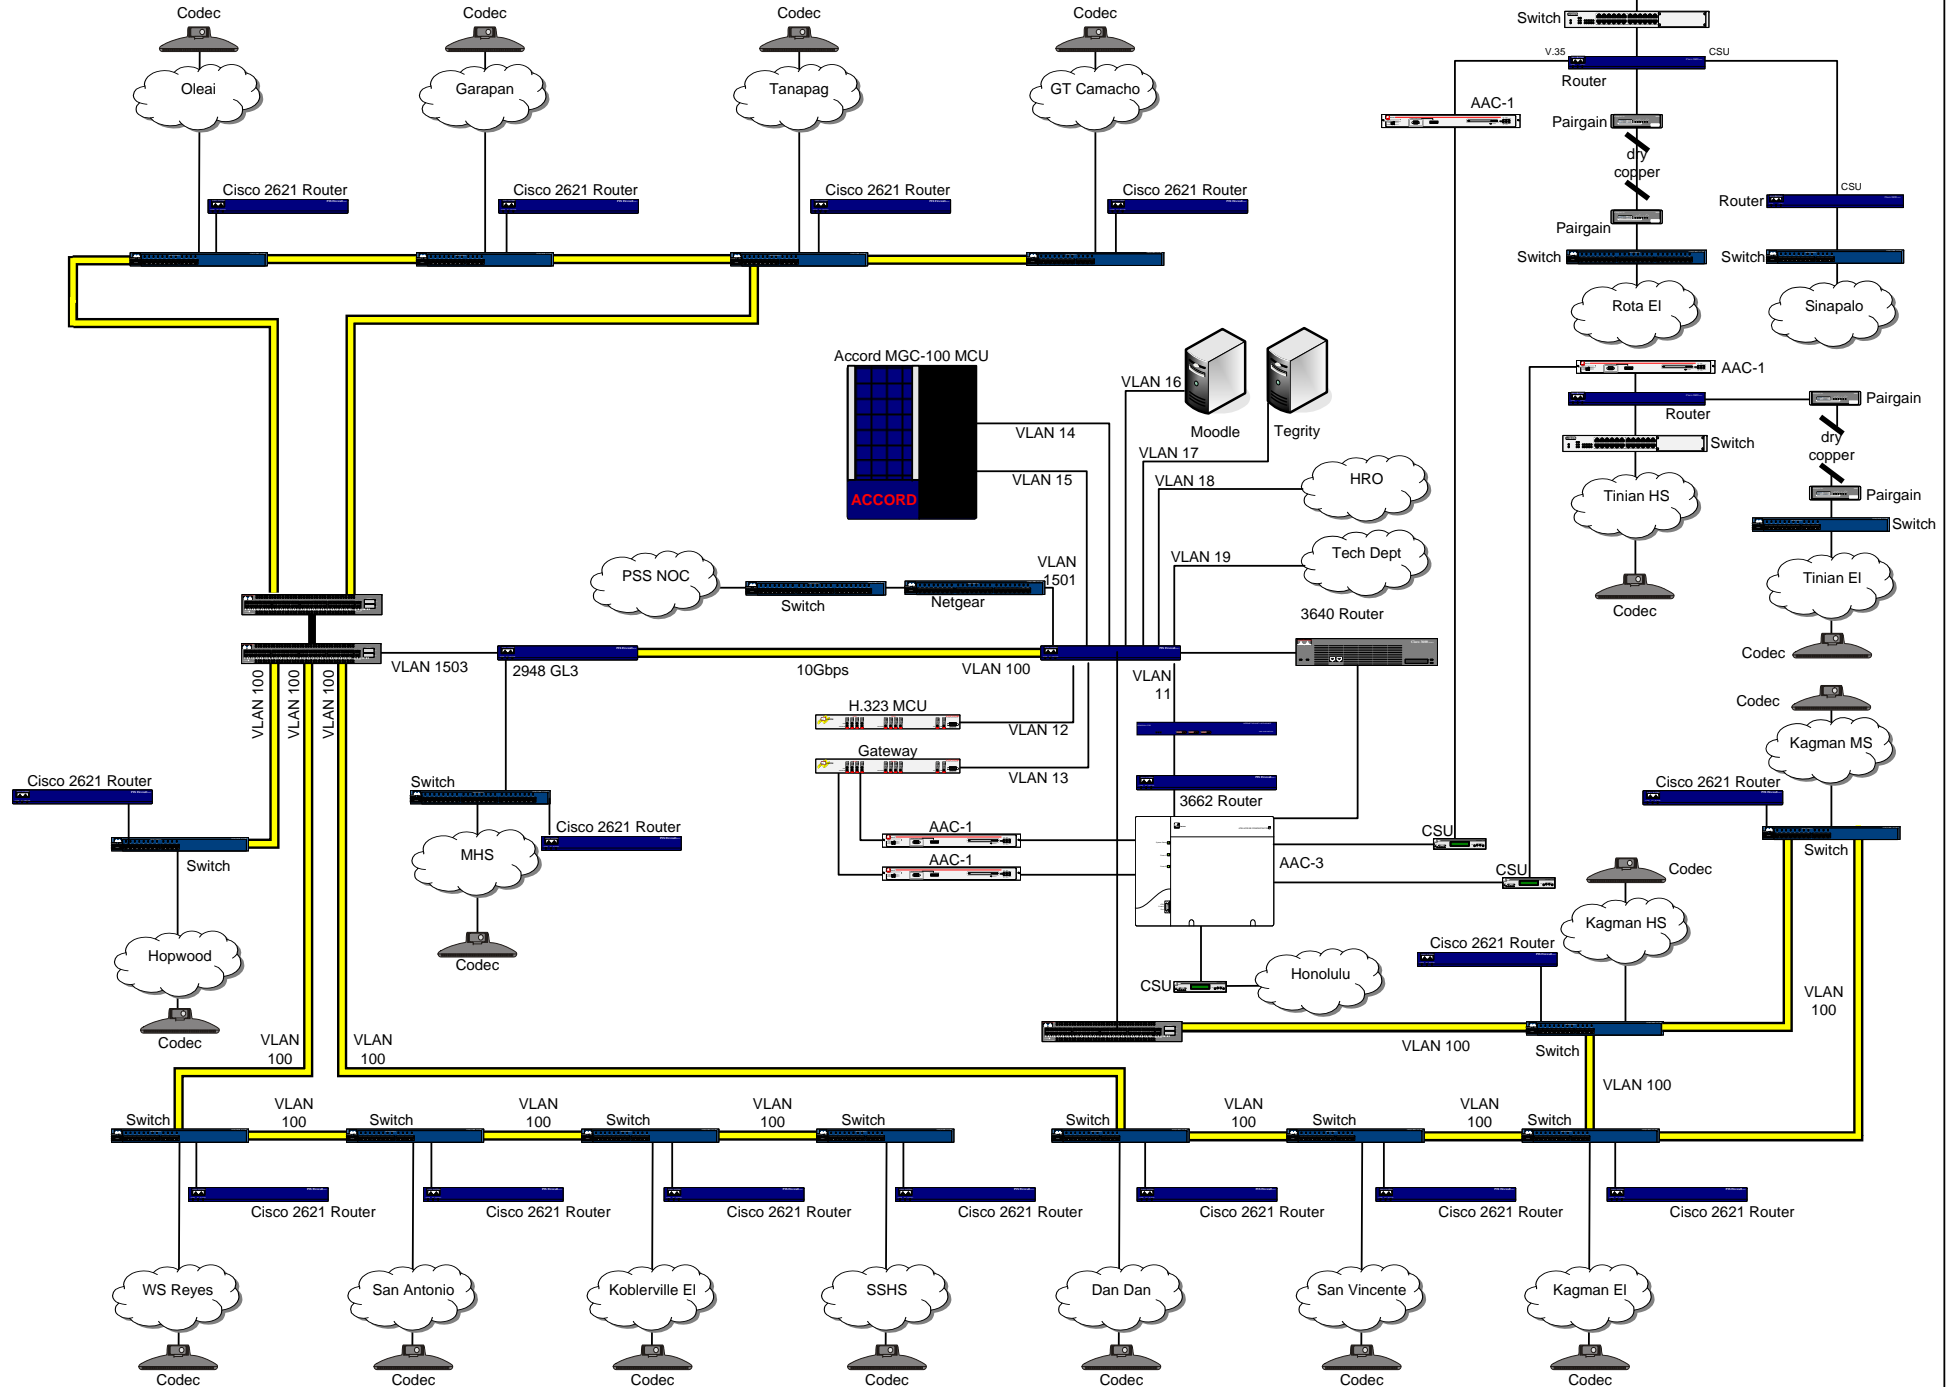 Codec
Codec
Codec
Codec
Switch
V.35
CSU
Router
Oleai
Garapan
Tanapag
GT Camacho
AAC-1
Pairgain
dry
copper
Cisco 2621 Router
Cisco 2621 Router
Cisco 2621 Router
Cisco 2621 Router
CSU
Router
Pairgain
Switch
Switch
Rota El
Sinapalo
Accord MGC-100 MCU
ACCORD
VLAN 16
Moodle
Tegrity
VLAN 14
VLAN 17
VLAN 15
VLAN 18
HRO
AAC-1
Router
Pairgain
Switch
dry
copper
Tinian HS
Pairgain
Switch
VLAN 19
Tech Dept
VLAN
1501
PSS NOC
Switch
Netgear
Codec
Tinian El
3640 Router
Codec
VLAN 1503
2948 GL3
10Gbps
VLAN 100
VLAN
11
VLAN 100
VLAN 100
VLAN 100
H.323 MCU
VLAN 12
Gateway
VLAN 13
3662 Router
Codec
Kagman MS
Cisco 2621 Router
Switch
Cisco 2621 Router
Switch
Switch
Cisco 2621 Router
MHS
Codec
AAC-1
AAC-1
AAC-3
CSU
CSU
Codec
Kagman HS
Cisco 2621 Router
Hopwood
Codec
CSU
Honolulu
VLAN
100
VLAN 100
Switch
VLAN 100
VLAN
100
VLAN
100
Switch
VLAN
100
Switch
VLAN
100
Switch
VLAN
100
Switch
Switch
VLAN
100
Switch
VLAN
100
Switch
Cisco 2621 Router
Cisco 2621 Router
Cisco 2621 Router
Cisco 2621 Router
Cisco 2621 Router
Cisco 2621 Router
Cisco 2621 Router
WS Reyes
San Antonio
Koblerville El
SSHS
Dan Dan
San Vincente
Kagman El
Codec
Codec
Codec
Codec
Codec
Codec
Codec